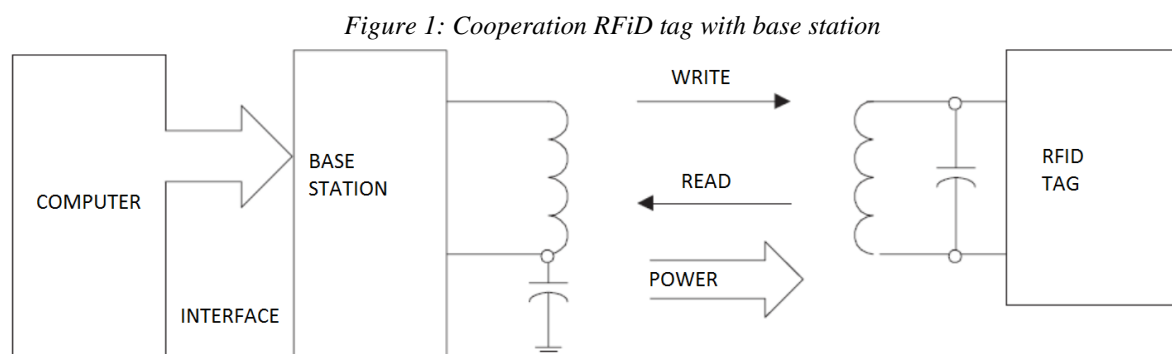 Figure 1: Cooperation RFiD tag with base station
WRITE
BASE
STATION
RFID
TAG
READ
COMPUTER
POWER
INTERFACE